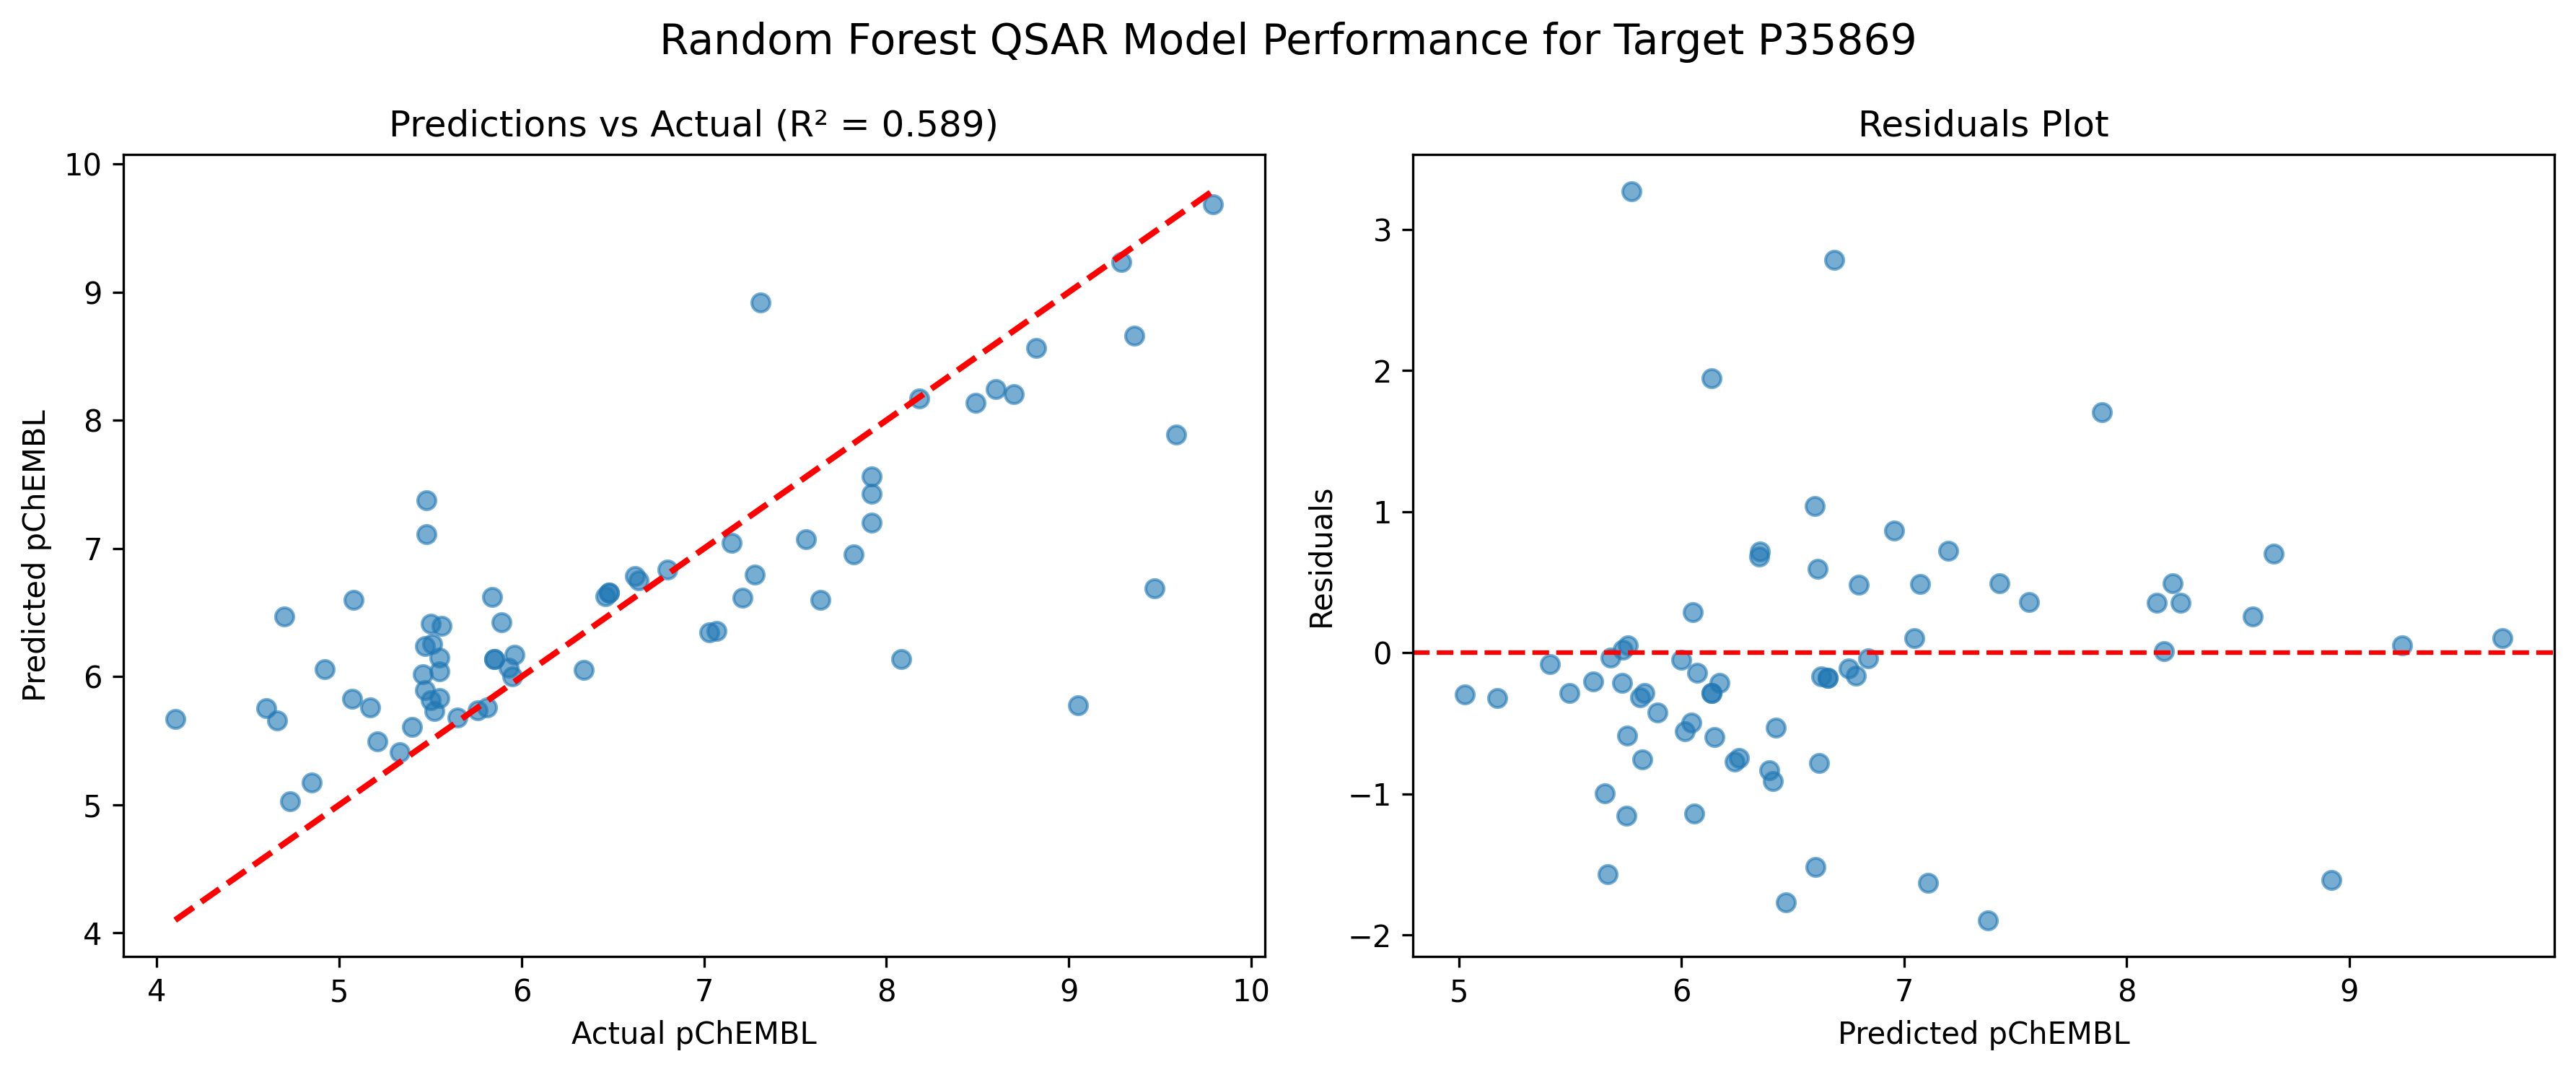 Random Forest QSAR Model Performance for Target P35869
Predictions vs Actual (R² = 0.589)
10
9
8
7
6
5
4
Predicted pChEMBL
4 5 6 7 8 9 10
Actual pChEMBL
Residuals Plot
3
2
1
0
−1
−2
Residuals
5 6 7 8 9
Predicted pChEMBL